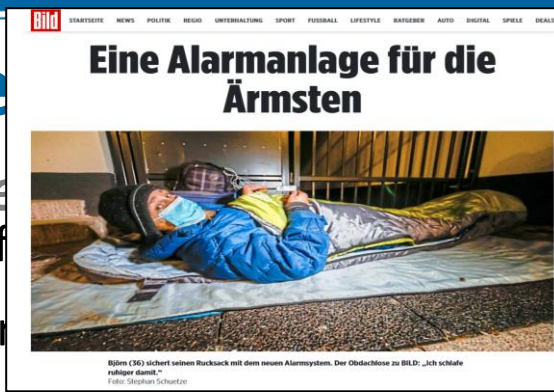 Bild STARTSEITE NEWS POLITIK REGIO UNTERHALTUNG SPORT FUSSBALL LIFESTYLE RATGEBER AUTO DIGITAL SPIELE DEALS
Eine Alarmanlage für die
Ärmsten
Björn (36) sichert seinen Rucksack mit dem neuen Alarmsystem. Der Obdachlose zu BILD: „Ich schlafe
ruhiger damit.“
Foto: Stephan Schuetze